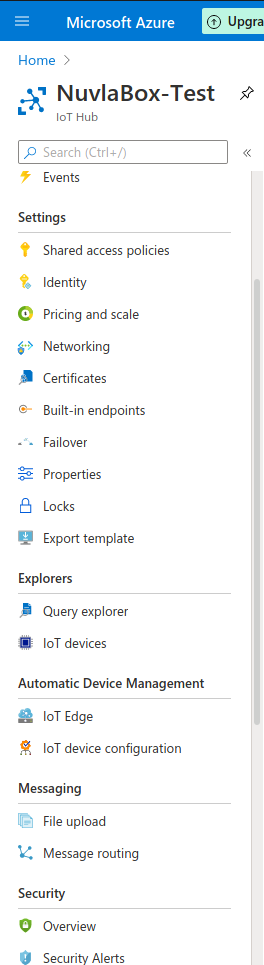 Microsoft Azure
Upgra
Home
NuvlaBox-Test
IoT Hub
Search (Ctrl+/)
Events
Settings
Shared access policies
Identity
Pricing and scale
Networking
Certificates
Built-in endpoints
Failover
Properties
Locks
Export template
Explorers
Query explorer
IoT devices
Automatic Device Management
IoT Edge
IoT device configuration
Messaging
File upload
Message routing
Security
Overview
Security Alerts